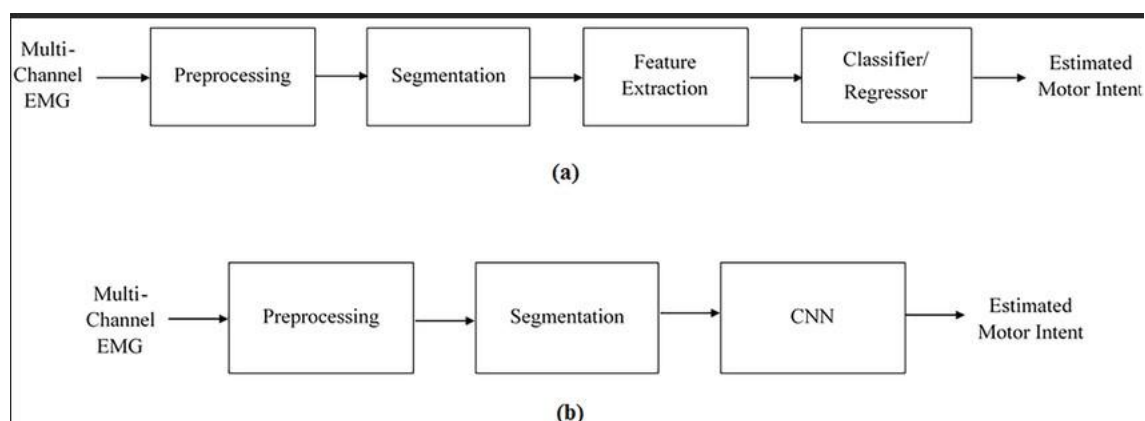 Multi-
Channel
EMG
Preprocessing
Segmentation
Feature
Extraction
Classifier/
Regressor
Estimated
Motor Intent
(a)
Multi-
Channel
EMG
Preprocessing
Segmentation
CNN
Estimated
Motor Intent
(b)